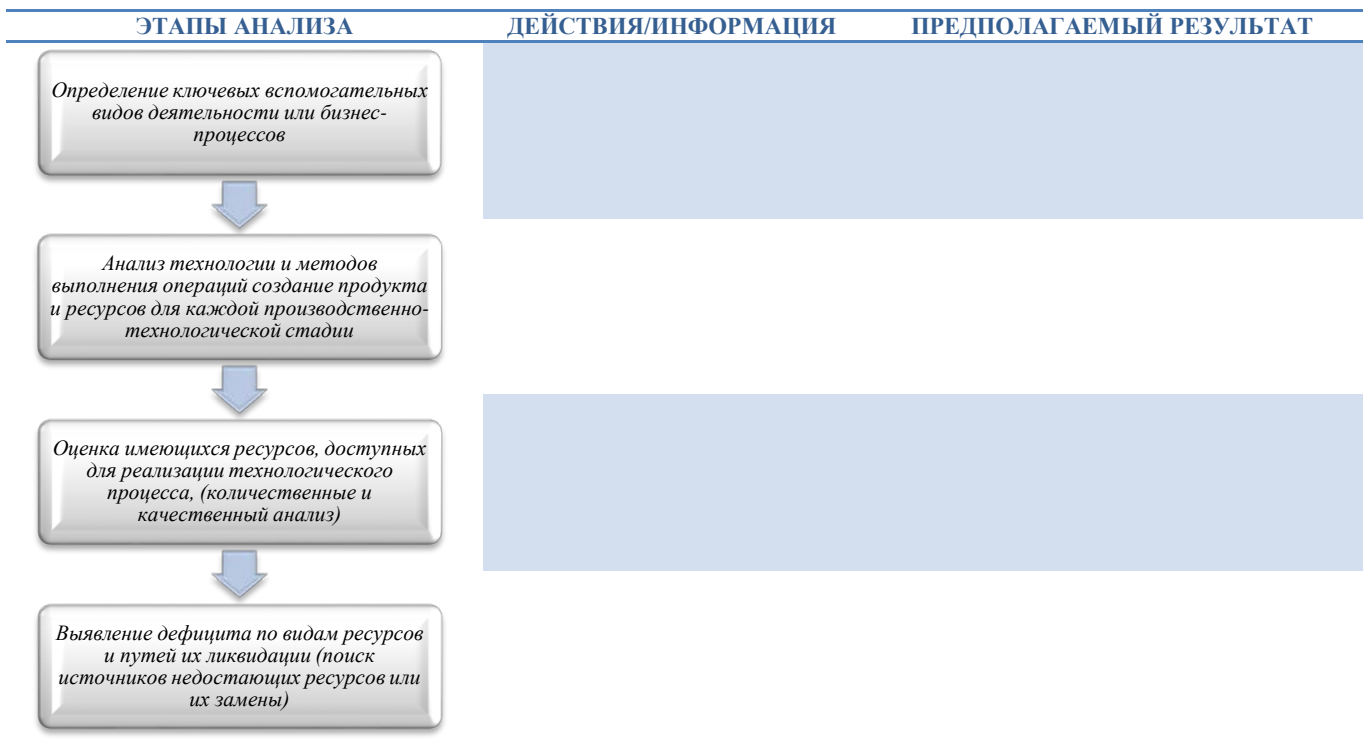 ЭТАПЫ АНАЛИЗА ДЕЙСТВИЯ/ИНФОРМАЦИЯ ПРЕДПОЛАГАЕМЫЙ РЕЗУЛЬТАТ
Определение ключевых вспомогательных
видов деятельности или бизнес-
процессов
Анализ технологии и методов
выполнения операций создание продукта
и ресурсов для каждой производственно-
технологической стадии
Оценка имеющихся ресурсов, доступных
для реализации технологического
процесса, (количественные и
качественный анализ)
Выявление дефицита по видам ресурсов
и путей их ликвидации (поиск
источников недостающих ресурсов или
их замены)